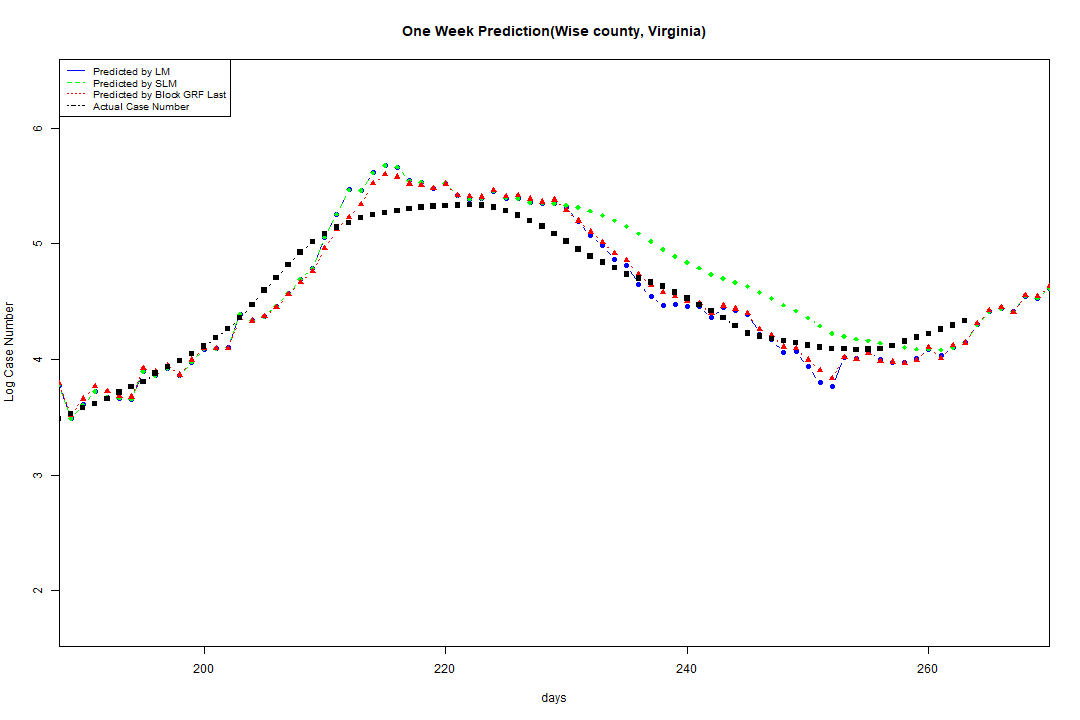 One Week Prediction(Wise county, Virginia)
Predicted by LM
Predicted by SLM
Predicted by Block GRF Last
Actual Case Number
6
5
4
3
2
Log Case Number
200
220
240
260
days